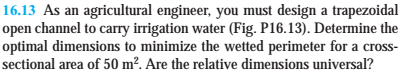 16.13 As an agricultural engineer, you must design a trapezoidal
open channel to carry irrigation water (Fig. P16.13). Determine the
optimal dimensions to minimize the wetted perimeter for a cross-
sectional area of 50 m². Are the relative dimensions universal?